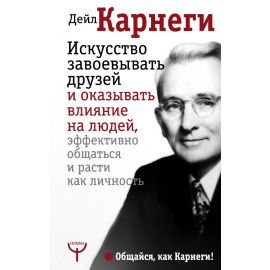 Дейл
Карнеги
Искусство
завоевывать
друзей
и оказывать
влияние
на людей,
эффективно
общаться
и расти
как личность
Общайся, как Карнеги!